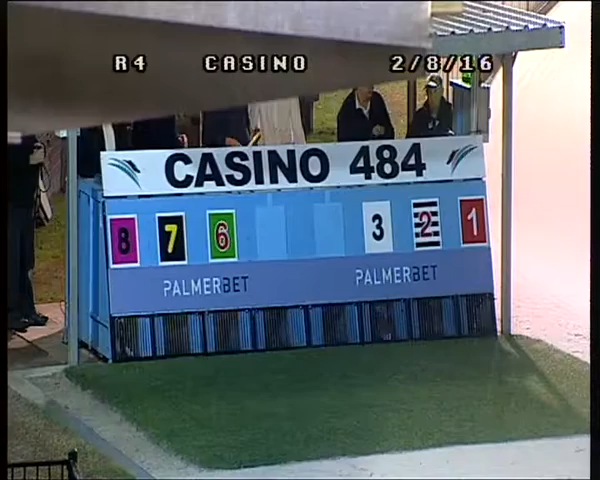 R4 CASINO 2/8/16
CASINO 484
8 7 6 3 2 1
PALMERBET PALMERBET